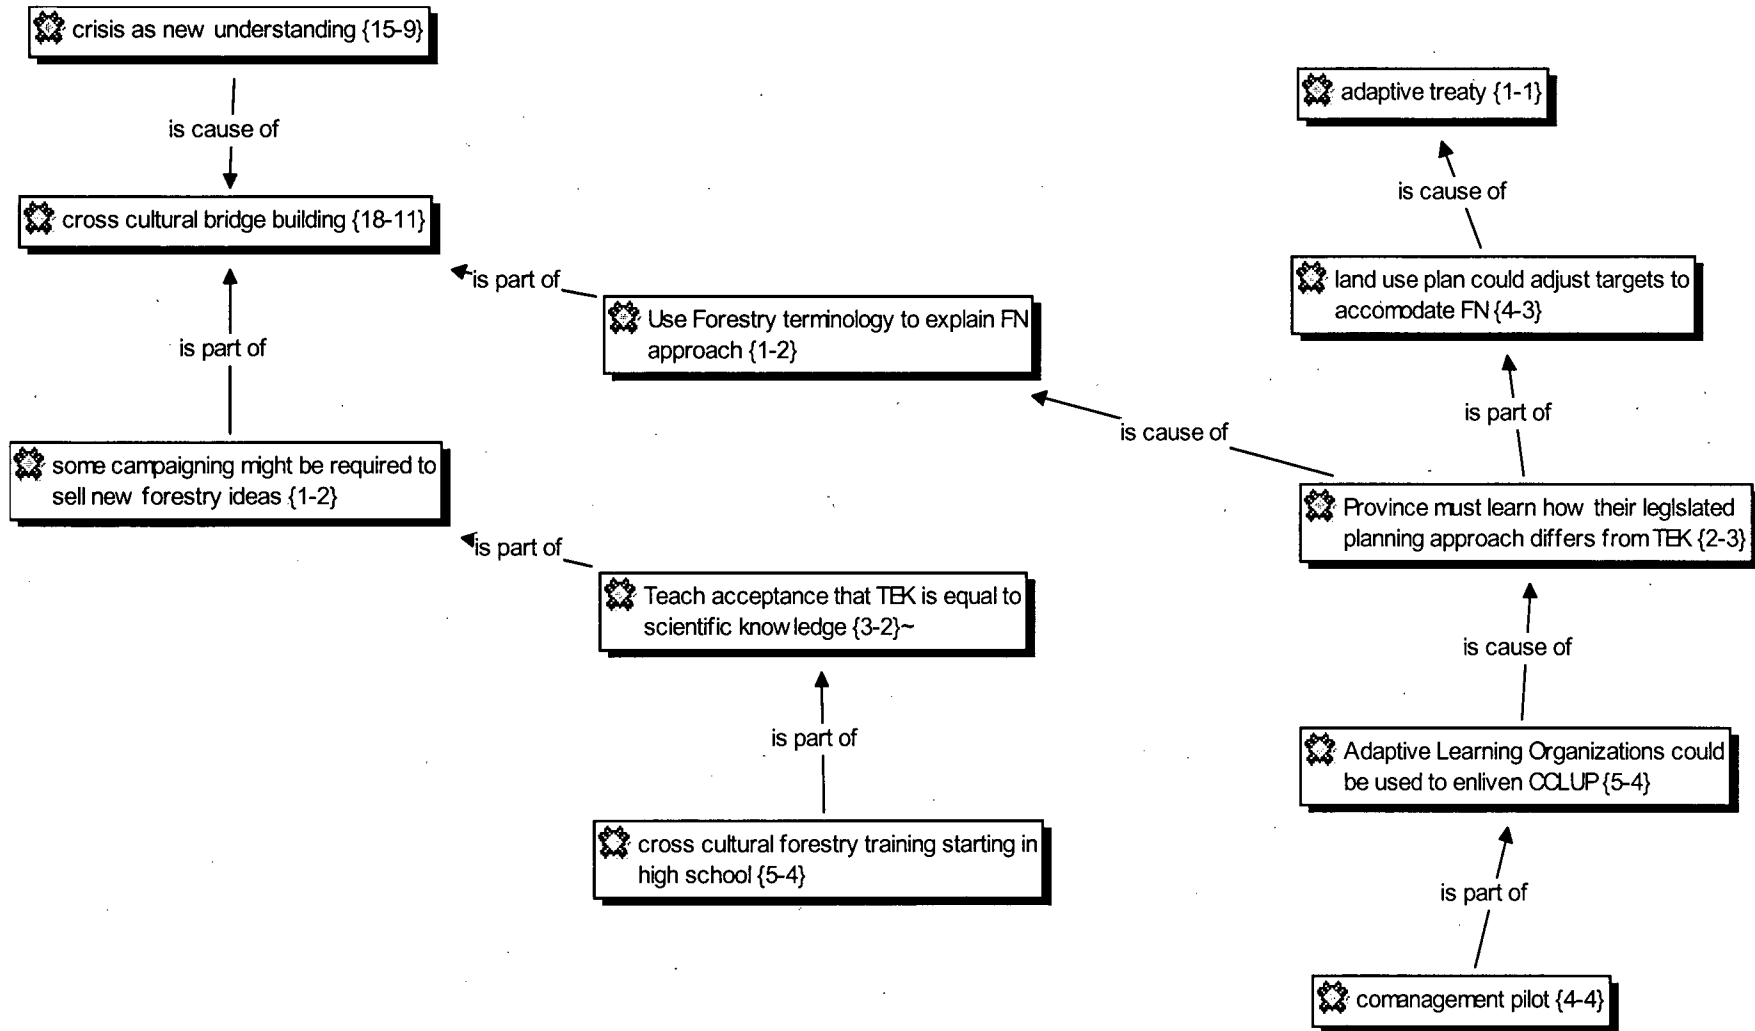 crisis as new understanding {15-9}
adaptive treaty {1-1}
is cause of
is cause of
cross cultural bridge building {18-11}
is part of
land use plan could adjust targets to
accomodate FN {4-3}
Use Forestry terminology to explain FN
approach {1-2}
is part of
is part of
is cause of
some campaigning might be required to
sell new forestry ideas {1-2}
Province must learn how their leglslated
planning approach differs from TEK {2-3}
is part of
Teach acceptance that TEK is equal to
scientific knowledge {3-2}~
is cause of
is part of
Adaptive Learning Organizations could
be used to enliven CCLUP {5-4}
cross cultural forestry training starting in
high school {5-4}
is part of
comanagement pilot {4-4}